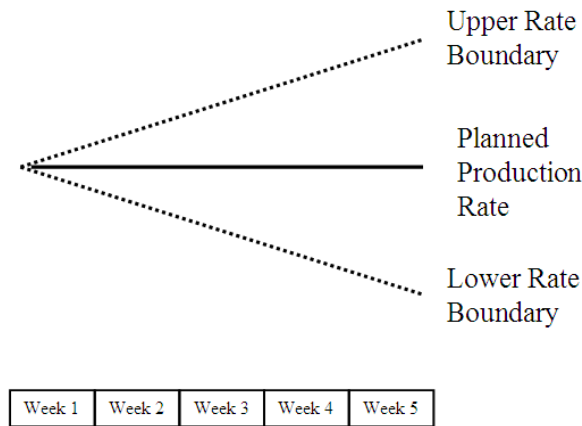 Upper Rate
Boundary
Planned
Production
Rate
Lower Rate
Boundary
Week 1 Week 2 Week 3 Week 4 Week 5